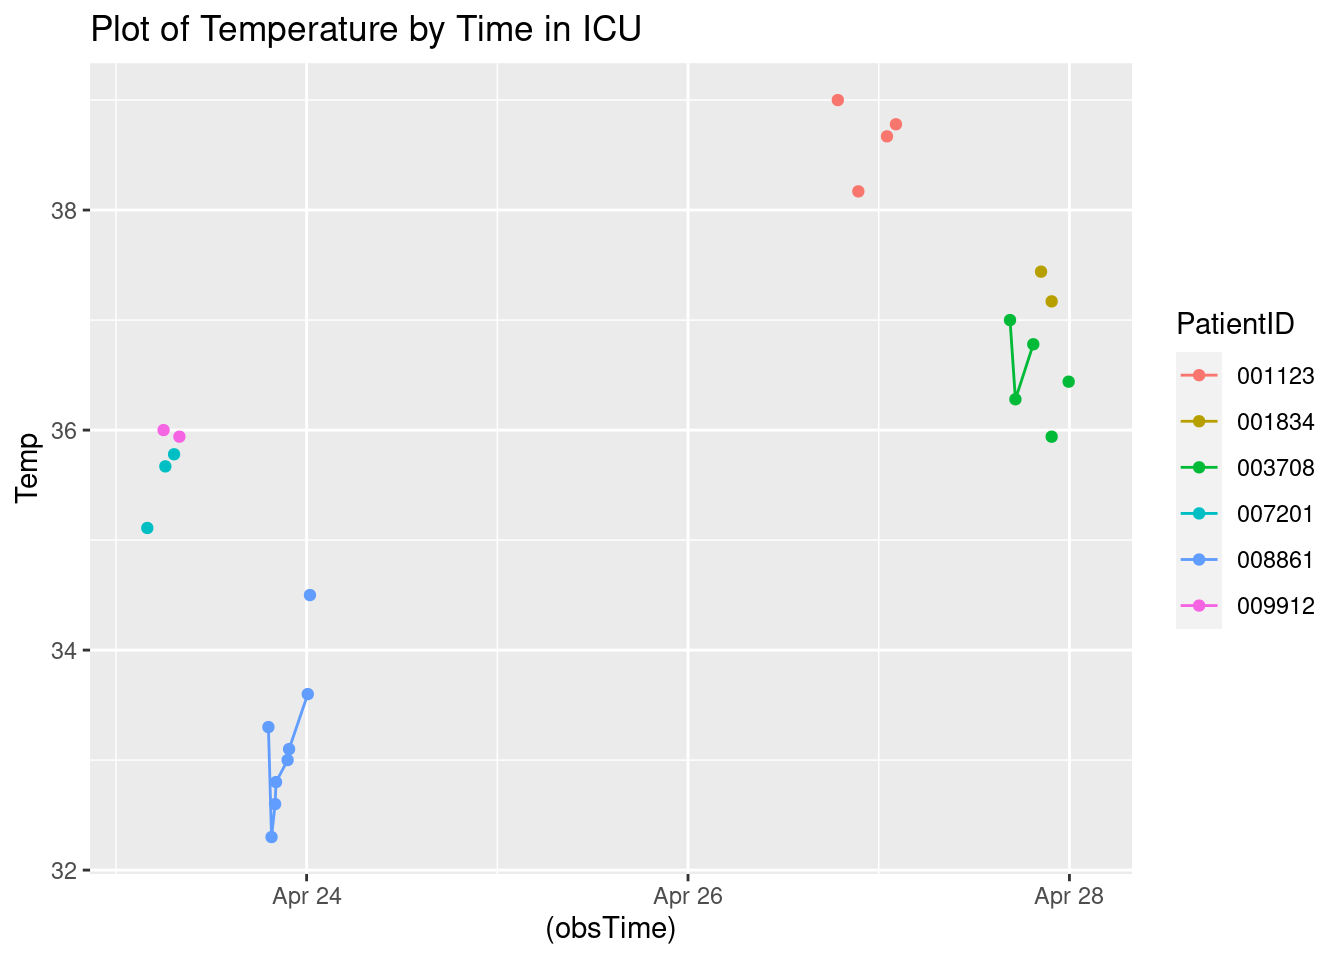 Plot of Temperature by Time in ICU
Temp
38
36
34
32
Apr 24
Apr 26
Apr 28
(obsTime)
PatientID
001123
001834
003708
007201
008861
009912